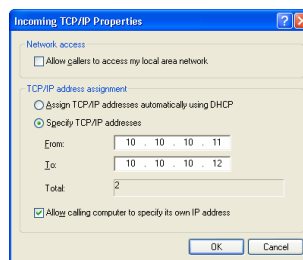 Incoming TCP/IP Properties
Network access
Allow callers to access my local area network
TCP/IP address assignment
Assign TCP/IP addresses automatically using DHCP
Specify TCP/IP addresses
From: 10 . 10 . 10 . 11
To: 10 . 10 . 10 . 12
Total: 2
Allow calling computer to specify its own IP address
OK Cancel